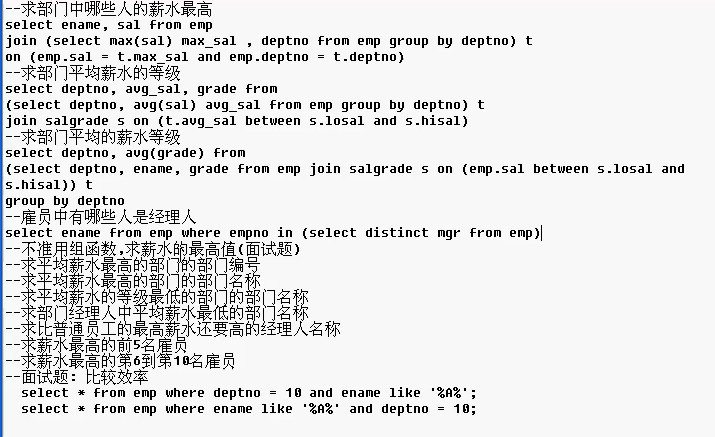 --求部门中哪些人的薪水最高
select ename, sal from emp
join (select max(sal) max_sal , deptno from emp group by deptno) t
on (emp.sal = t.max_sal and emp.deptno = t.deptno)
--求部门平均薪水的等级
select deptno, avg_sal, grade from
(select deptno, avg(sal) avg_sal from emp group by deptno) t
join salgrade s on (t.avg_sal between s.losal and s.hisal)
--求部门平均的薪水等级
select deptno, avg(grade) from
(select deptno, ename, grade from emp join salgrade s on (emp.sal between s.losal and
s.hisal)) t
group by deptno
--雇员中有哪些人是经理人
select ename from emp where empno in (select distinct mgr from emp)
--不准用组函数,求薪水的最高值(面试题)
--求平均薪水最高的部门的部门编号
--求平均薪水最高的部门的部门名称
--求平均薪水的等级最低的部门的部门名称
--求部门经理人中平均薪水最低的部门名称
--求比普通员工的最高薪水还要高的经理人名称
--求薪水最高的前5名雇员
--求薪水最高的第6到第10名雇员
--面试题: 比较效率
select * from emp where deptno = 10 and ename like '%A%';
select * from emp where ename like '%A%' and deptno = 10;